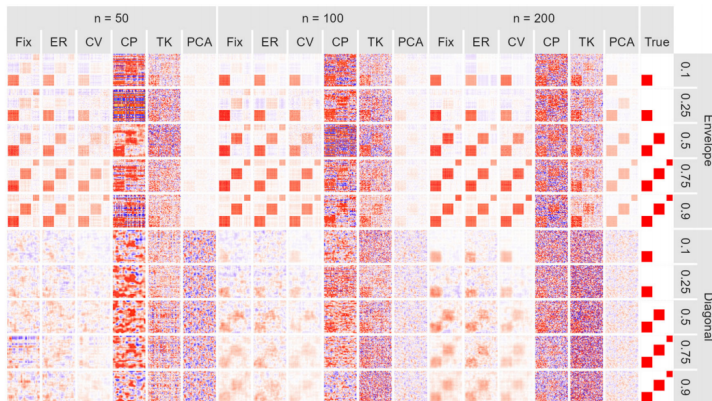 n = 50 n = 100 n = 200
Fix ER CV CP TK PCA Fix ER CV CP TK PCA Fix ER CV CP TK PCA True
0.1
0.25
0.5
0.75
0.9
Envelope
0.1
0.25
0.5
0.75
0.9
Diagonal